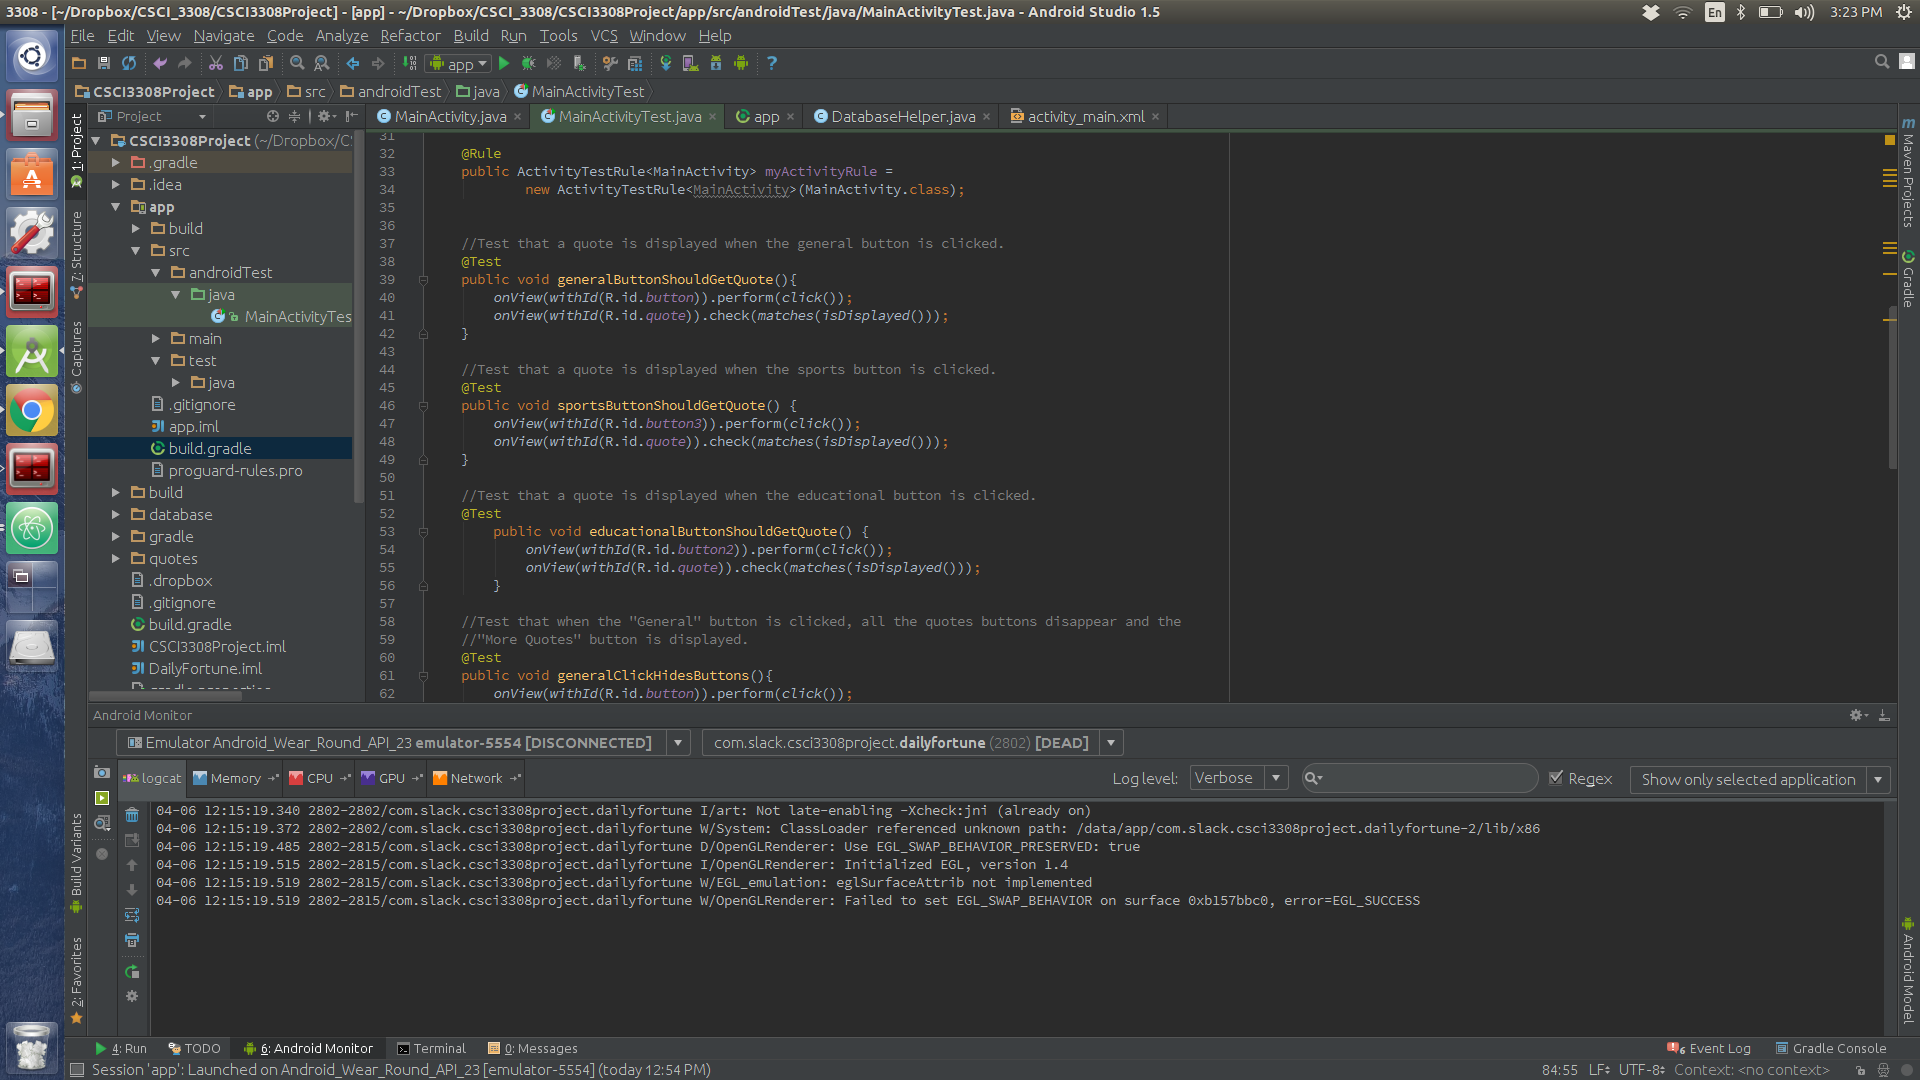 3308 - [~/Dropbox/CSCI_3308/CSCI3308Project] - [app] - ~/Dropbox/CSCI_3308/CSCI3308Project/app/src/androidTest/java/MainActivityTest.java - Android Studio 1.5
En
3:23 PM
File Edit View Navigate Code Analyze Refactor Build Run Tools VCS Window Help
app
CSCI3308Project app src androidTest java MainActivityTest
Project
MainActivity.java MainActivityTest.java app DatabaseHelper.java activity_main.xml
1: Project
7: Structure
Captures
Build Variants
2: Favorites
CSCI3308Project (~/Dropbox/C
.gradle
.idea
app
build
src
androidTest
java
MainActivityTes
main
test
java
.gitignore
app.iml
build.gradle
proguard-rules.pro
build
database
gradle
quotes
.dropbox
.gitignore
build.gradle
CSCI3308Project.iml
DailyFortune.iml
gradle.properties
31
32 @Rule
33 public ActivityTestRule<MainActivity> myActivityRule =
34 new ActivityTestRule<MainActivity>(MainActivity.class);
35
36
37 //Test that a quote is displayed when the general button is clicked.
38 @Test
39 public void generalButtonShouldGetQuote(){
40 onView(withId(R.id.button)).perform(click());
41 onView(withId(R.id.quote)).check(matches(isDisplayed()));
42 }
43
44 //Test that a quote is displayed when the sports button is clicked.
45 @Test
46 public void sportsButtonShouldGetQuote() {
47 onView(withId(R.id.button3)).perform(click());
48 onView(withId(R.id.quote)).check(matches(isDisplayed()));
49 }
50
51 //Test that a quote is displayed when the educational button is clicked.
52 @Test
53 public void educationalButtonShouldGetQuote() {
54 onView(withId(R.id.button2)).perform(click());
55 onView(withId(R.id.quote)).check(matches(isDisplayed()));
56 }
57
58 //Test that when the "General" button is clicked, all the quotes buttons disappear and the
59 //"More Quotes" button is displayed.
60 @Test
61 public void generalClickHidesButtons(){
62 onView(withId(R.id.button)).perform(click());
m
Maven Projects
Gradle
Android Model
Android Monitor
Emulator Android_Wear_Round_API_23 emulator-5554 [DISCONNECTED] com.slack.csci3308project.dailyfortune (2802) [DEAD]
logcat Memory CPU GPU Network Log level: Verbose Regex Show only selected application
04-06 12:15:19.340 2802-2802/com.slack.csci3308project.dailyfortune I/art: Not late-enabling -Xcheck:jni (already on)
04-06 12:15:19.372 2802-2802/com.slack.csci3308project.dailyfortune W/System: ClassLoader referenced unknown path: /data/app/com.slack.csci3308project.dailyfortune-2/lib/x86
04-06 12:15:19.485 2802-2815/com.slack.csci3308project.dailyfortune D/OpenGLRenderer: Use EGL_SWAP_BEHAVIOR_PRESERVED: true
04-06 12:15:19.515 2802-2815/com.slack.csci3308project.dailyfortune I/OpenGLRenderer: Initialized EGL, version 1.4
04-06 12:15:19.519 2802-2815/com.slack.csci3308project.dailyfortune W/EGL_emulation: eglSurfaceAttrib not implemented
04-06 12:15:19.519 2802-2815/com.slack.csci3308project.dailyfortune W/OpenGLRenderer: Failed to set EGL_SWAP_BEHAVIOR on surface 0xb157bbc0, error=EGL_SUCCESS
4: Run TODO 6: Android Monitor Terminal 0: Messages 6 Event Log Gradle Console
Session 'app': Launched on Android_Wear_Round_API_23 [emulator-5554] (today 12:54 PM) 84:55 LF UTF-8 Context: <no context>